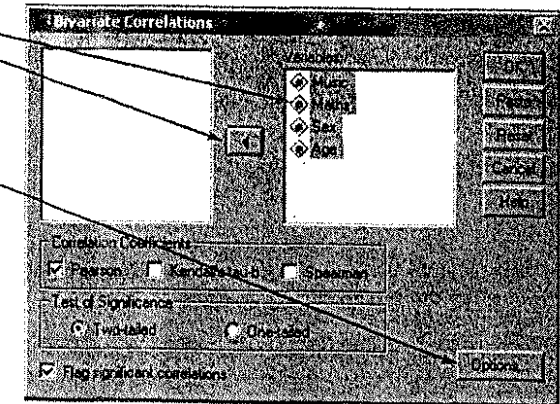 Bivariate Correlations
Variables:
Music
Maths
Sex
Age
OK
Paste
Reset
Cancel
Help
Correlation Coefficients
Pearson Kendall's tau-b Spearman
Test of Significance
Two-tailed One-tailed
Flag significant correlations
Options...